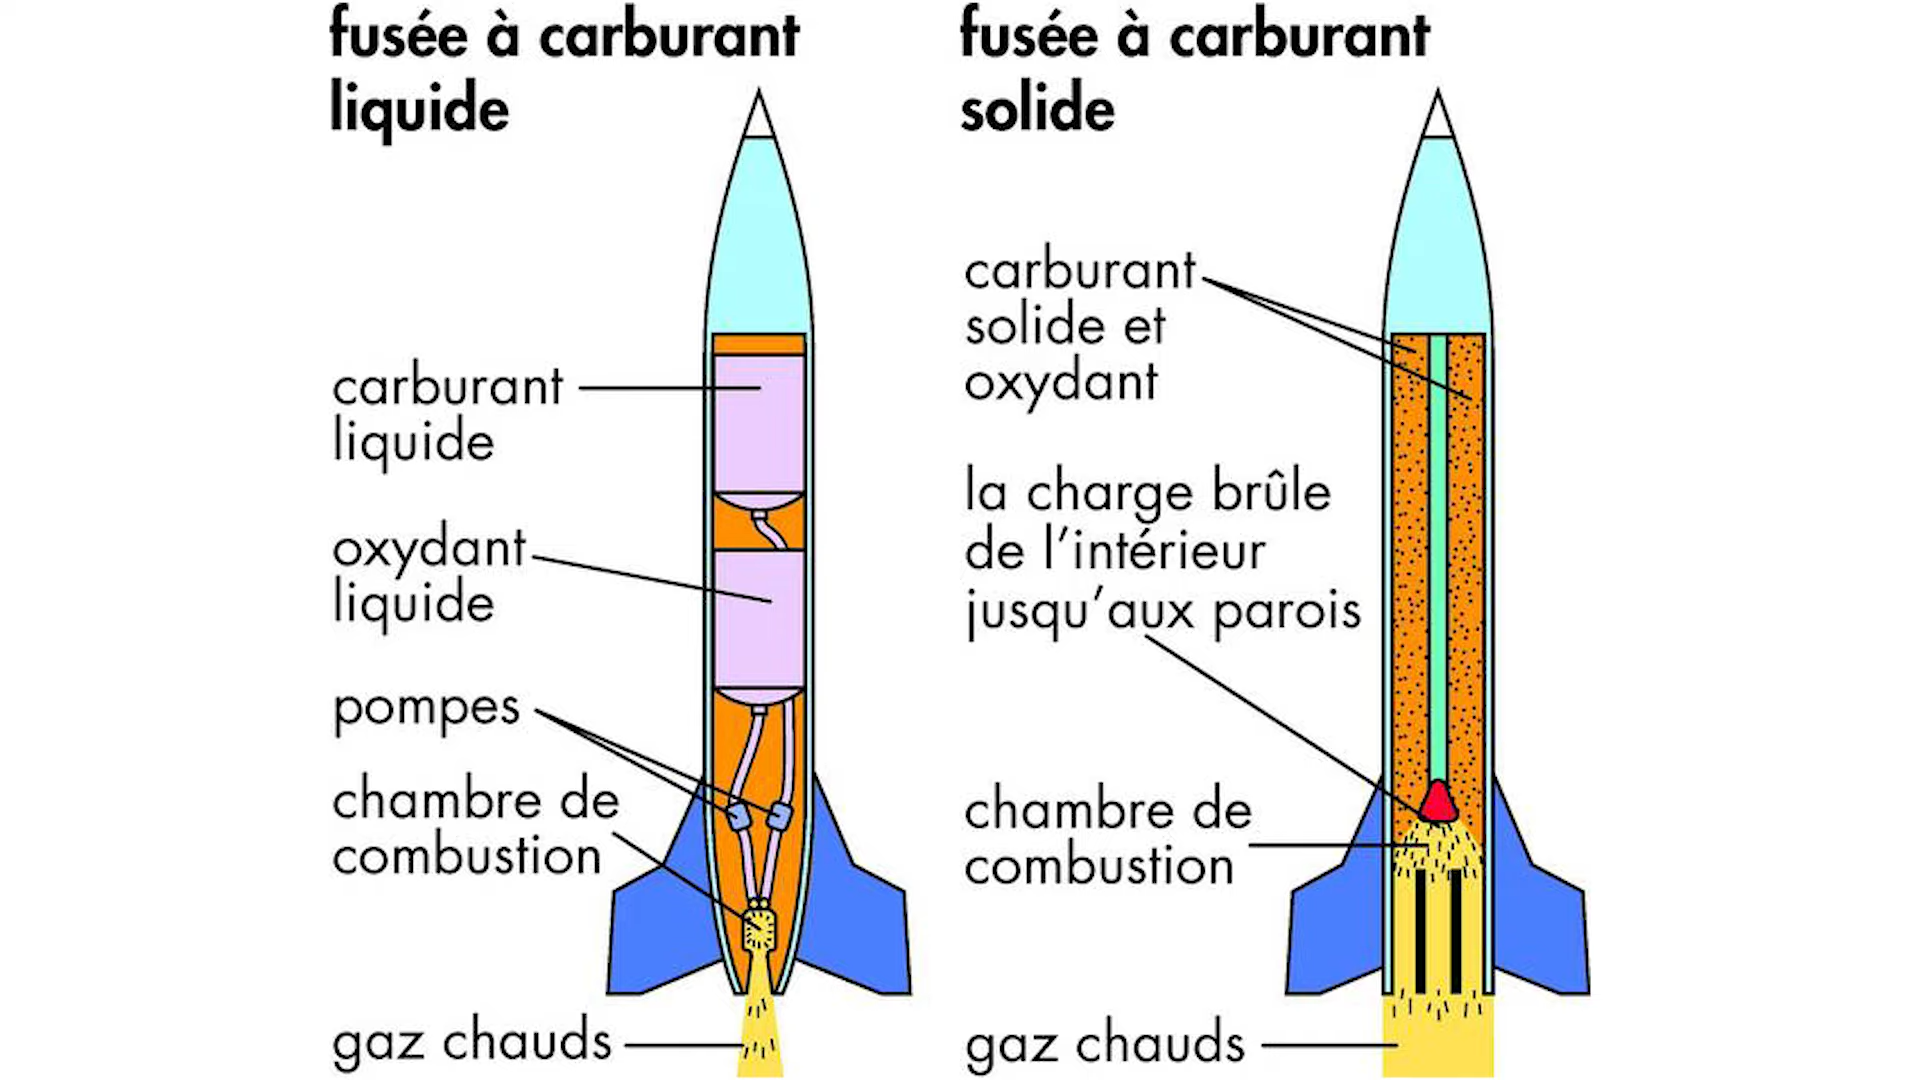 fusée à carburant
liquide
carburant
liquide
oxydant
liquide
pompes
chambre de
combustion
gaz chauds
fusée à carburant
solide
carburant
solide et
oxydant
la charge brûle
de l'intérieur
jusqu'aux parois
chambre de
combustion
gaz chauds